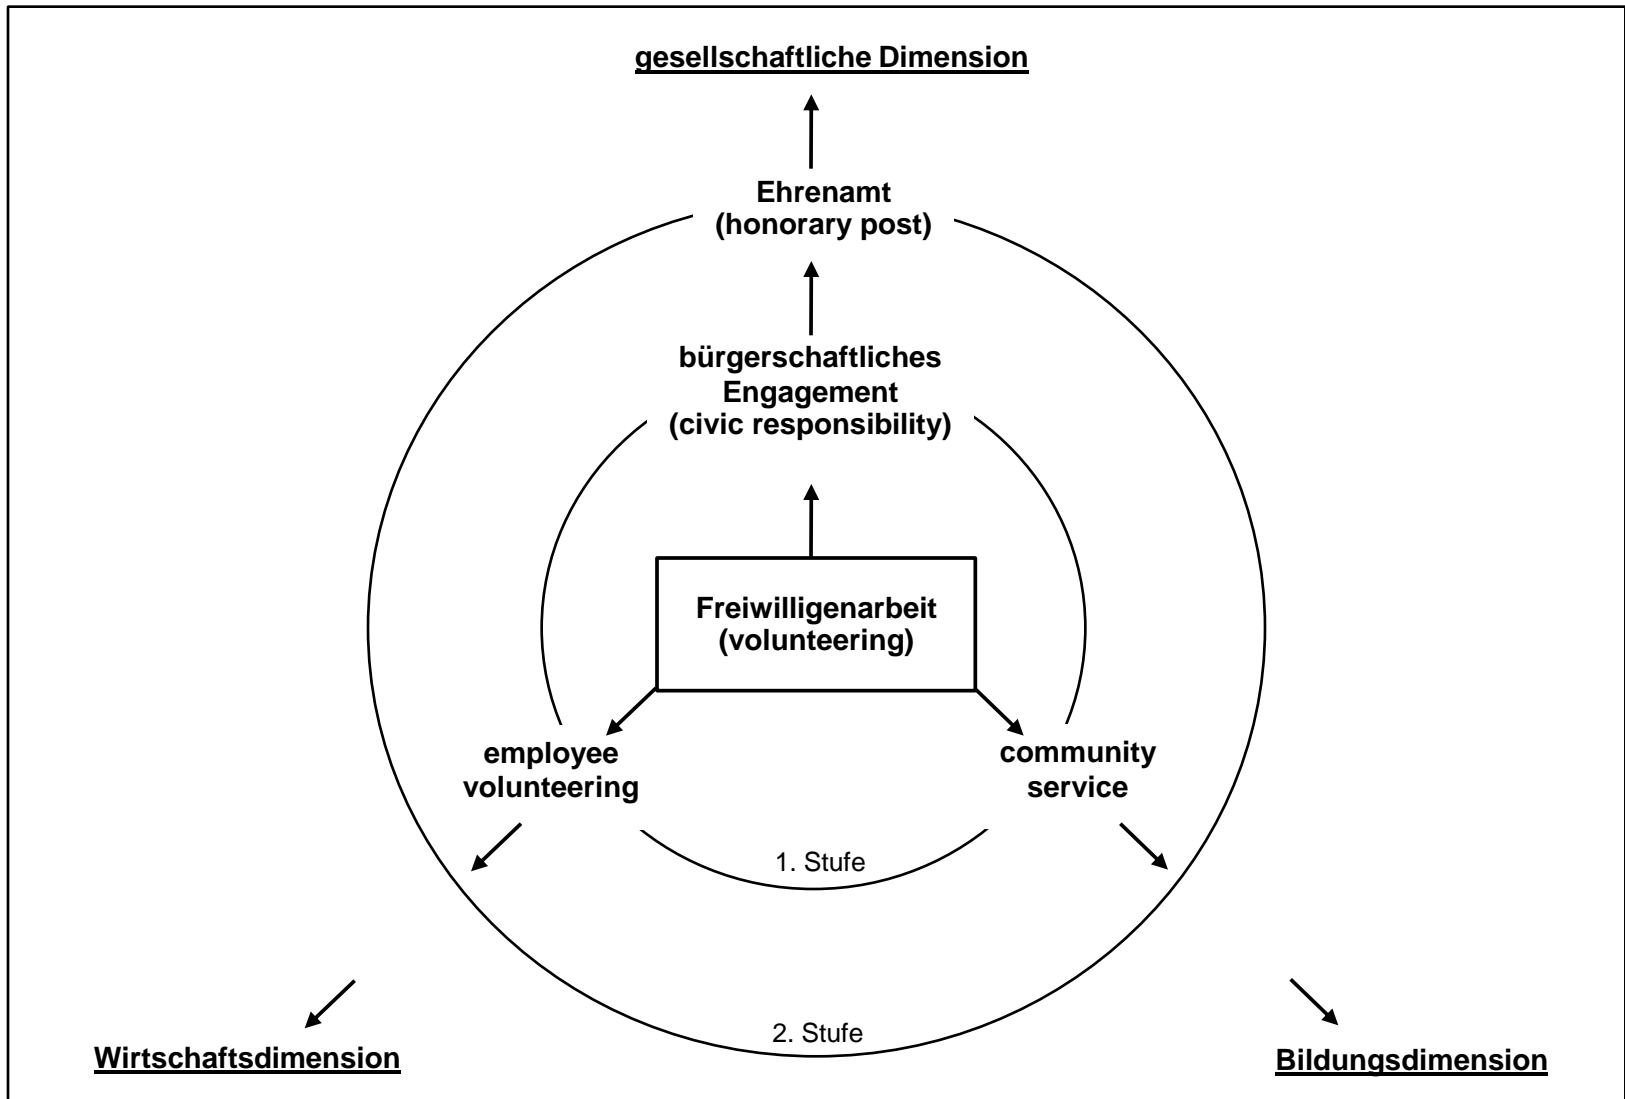 gesellschaftliche Dimension
Ehrenamt
(honorary post)
bürgerschaftliches
Engagement
(civic responsibility)
Freiwilligenarbeit
(volunteering)
employee
volunteering
community
service
1. Stufe
2. Stufe
Wirtschaftsdimension
Bildungsdimension